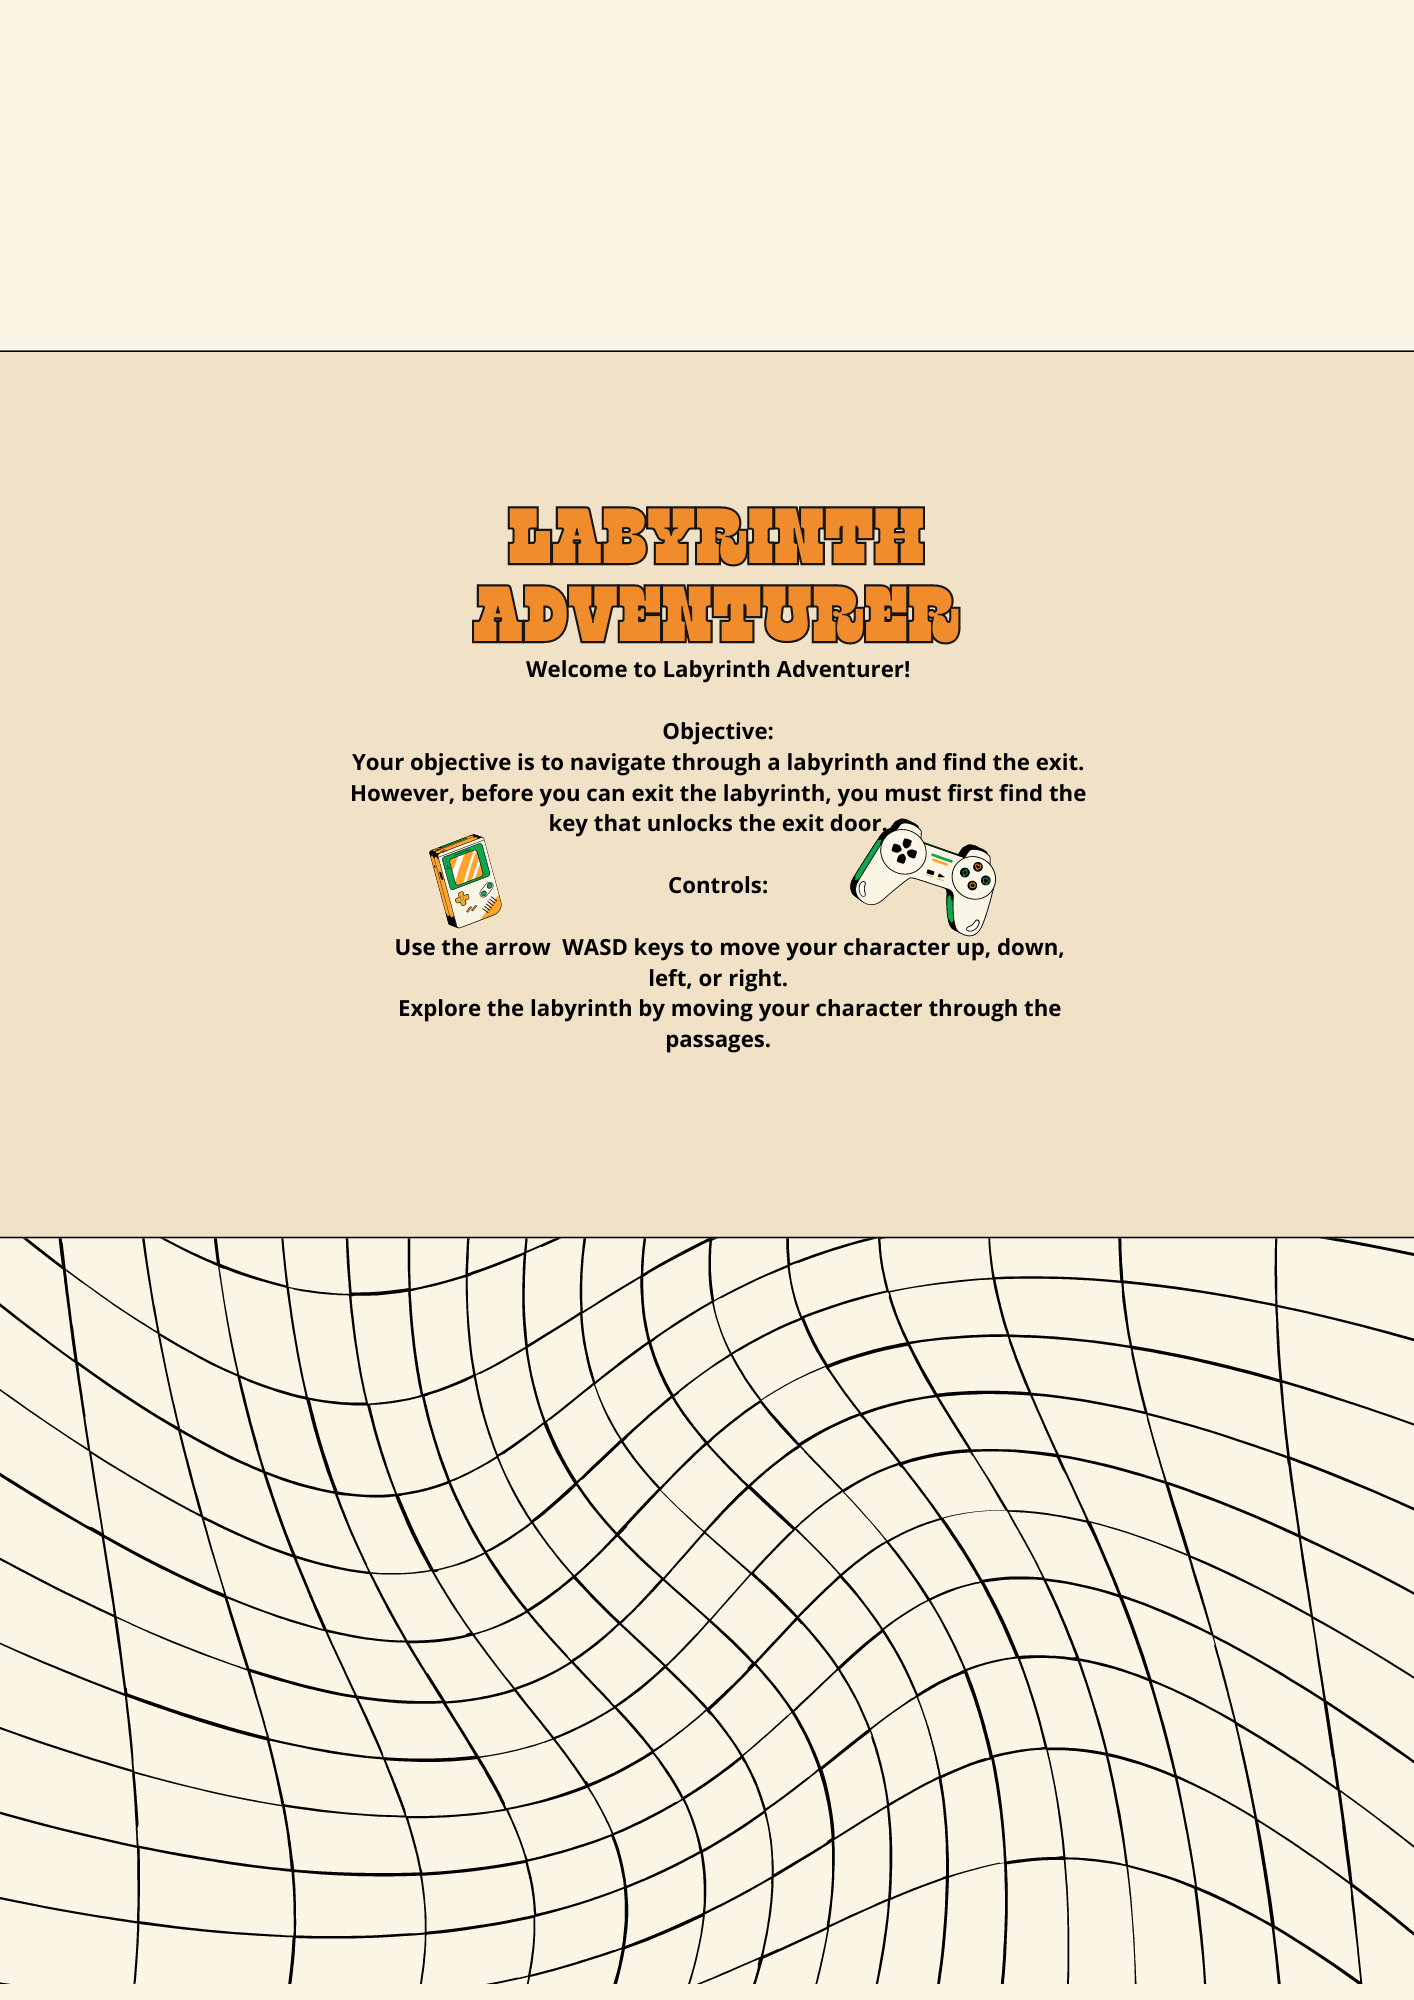 LABYRINTH
ADVENTURER
Welcome to Labyrinth Adventurer!
Objective:
Your objective is to navigate through a labyrinth and find the exit.
However, before you can exit the labyrinth, you must first find the
key that unlocks the exit door.
Controls:
Use the arrow  WASD keys to move your character up, down,
left, or right.
Explore the labyrinth by moving your character through the
passages.